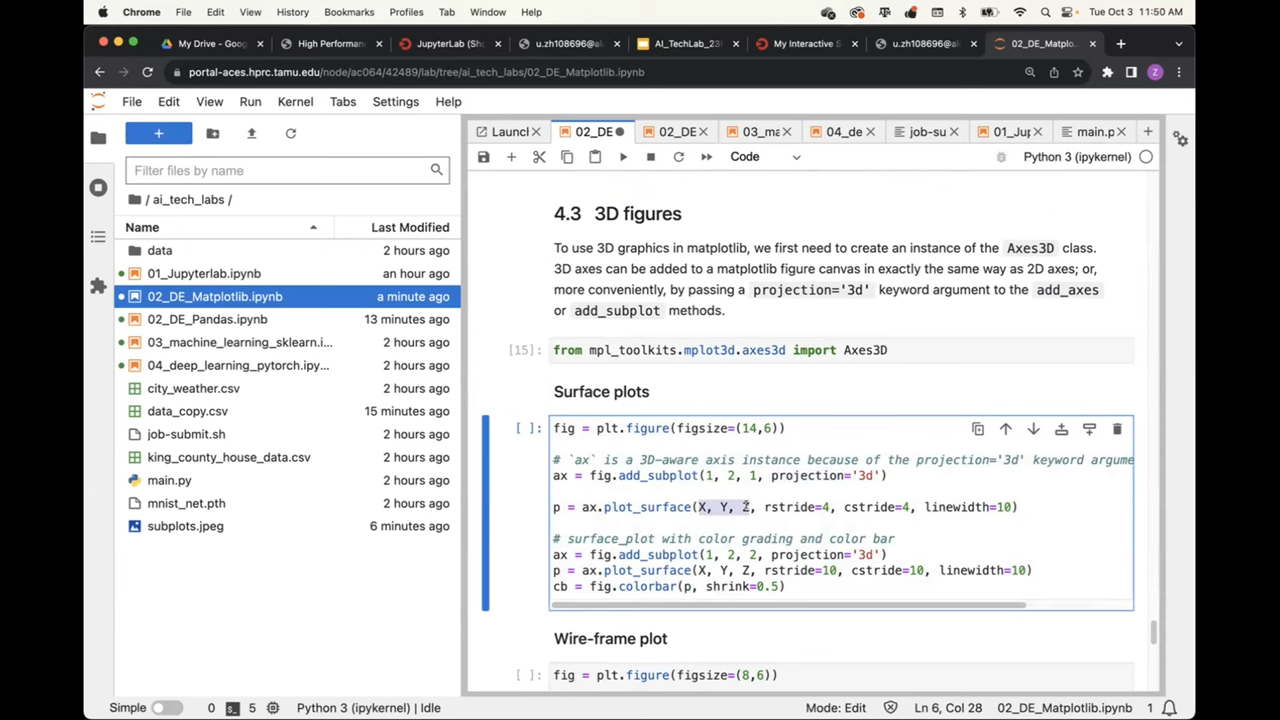 Chrome File Edit View History Bookmarks Profiles Tab Window Help Tue Oct 3 11:50 AM
My Drive - Goog High Performan JupyterLab (Sh u.zh108696@al AI_TechLab_23 My Interactive S u.zh108696@al 02_DE_Matplo
portal-aces.hprc.tamu.edu/node/ac064/42489/lab/tree/ai_tech_labs/02_DE_Matplotlib.ipynb Z
File Edit View Run Kernel Tabs Settings Help
Launch 02_DE 02_DE 03_ma 04_de job-su 01_Jup main.p
Code Python 3 (ipykernel)
Filter files by name
/ ai_tech_labs /
Name Last Modified
data 2 hours ago
01_Jupyterlab.ipynb an hour ago
02_DE_Matplotlib.ipynb a minute ago
02_DE_Pandas.ipynb 13 minutes ago
03_machine_learning_sklearn.i... 2 hours ago
04_deep_learning_pytorch.ipy... 2 hours ago
city_weather.csv 2 hours ago
data_copy.csv 15 minutes ago
job-submit.sh 2 hours ago
king_county_house_data.csv 2 hours ago
main.py 2 hours ago
mnist_net.pth 2 hours ago
subplots.jpeg 6 minutes ago
4.3 3D figures
To use 3D graphics in matplotlib, we first need to create an instance of the Axes3D class.
3D axes can be added to a matplotlib figure canvas in exactly the same way as 2D axes; or,
more conveniently, by passing a projection='3d' keyword argument to the add_axes
or add_subplot methods.
[15]: from mpl_toolkits.mplot3d.axes3d import Axes3D
Surface plots
[ ]: fig = plt.figure(figsize=(14,6))
# `ax` is a 3D-aware axis instance because of the projection='3d' keyword argume
ax = fig.add_subplot(1, 2, 1, projection='3d')
p = ax.plot_surface(X, Y, Z, rstride=4, cstride=4, linewidth=10)
# surface_plot with color grading and color bar
ax = fig.add_subplot(1, 2, 2, projection='3d')
p = ax.plot_surface(X, Y, Z, rstride=10, cstride=10, linewidth=10)
cb = fig.colorbar(p, shrink=0.5)
Wire-frame plot
[ ]: fig = plt.figure(figsize=(8,6))
Simple 0 5 Python 3 (ipykernel) | Idle Mode: Edit Ln 6, Col 28 02_DE_Matplotlib.ipynb 1